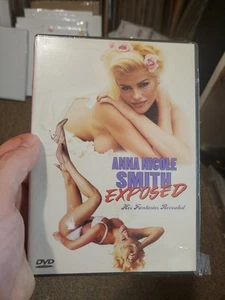 ANNA NICOLE
SMITH
EXPOSED
Her Fantasies Revealed
DVD